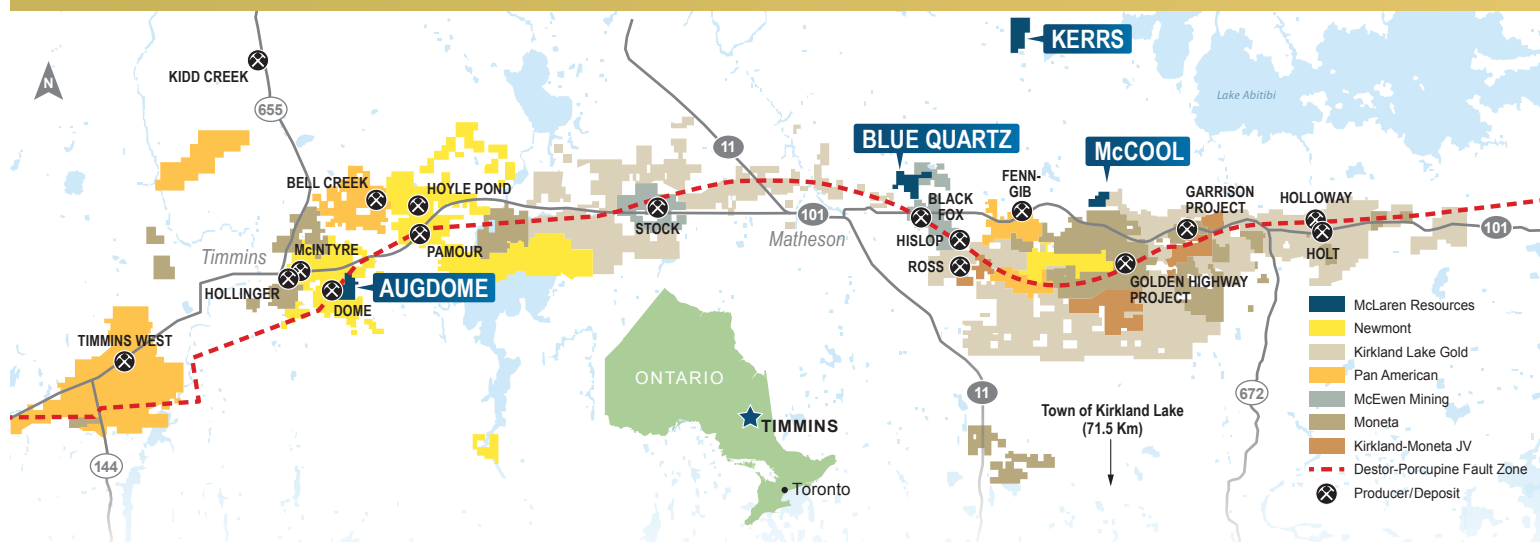 KERRS
N
KIDD CREEK
Lake Abitibi
655
11
BLUE QUARTZ
McCOOL
BELL CREEK
HOYLE POND
FENN-
GIB
GARRISON
PROJECT
HOLLOWAY
BLACK
FOX
101
STOCK
Matheson
101
HISLOP
McINTYRE
PAMOUR
Timmins
ROSS
HOLT
HOLLINGER
AUGDOME
DOME
GOLDEN HIGHWAY
PROJECT
TIMMINS WEST
ONTARIO
TIMMINS
Toronto
11
672
Town of Kirkland Lake
(71.5 Km)
144
McLaren Resources
Newmont
Kirkland Lake Gold
Pan American
McEwen Mining
Moneta
Kirkland-Moneta JV
Destor-Porcupine Fault Zone
Producer/Deposit